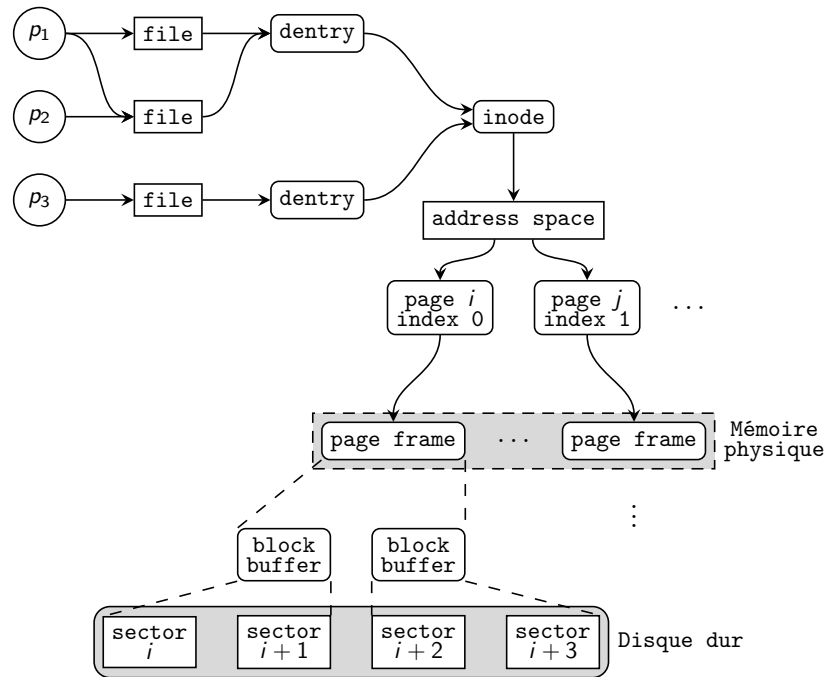 p1 file dentry
p2 file inode
p3 file dentry
address space
page i page j
index 0 index 1 ...
page frame ... page frame Mémoire
physique
⋮
block block
buffer buffer
sector sector sector sector
i i + 1 i + 2 i + 3 Disque dur